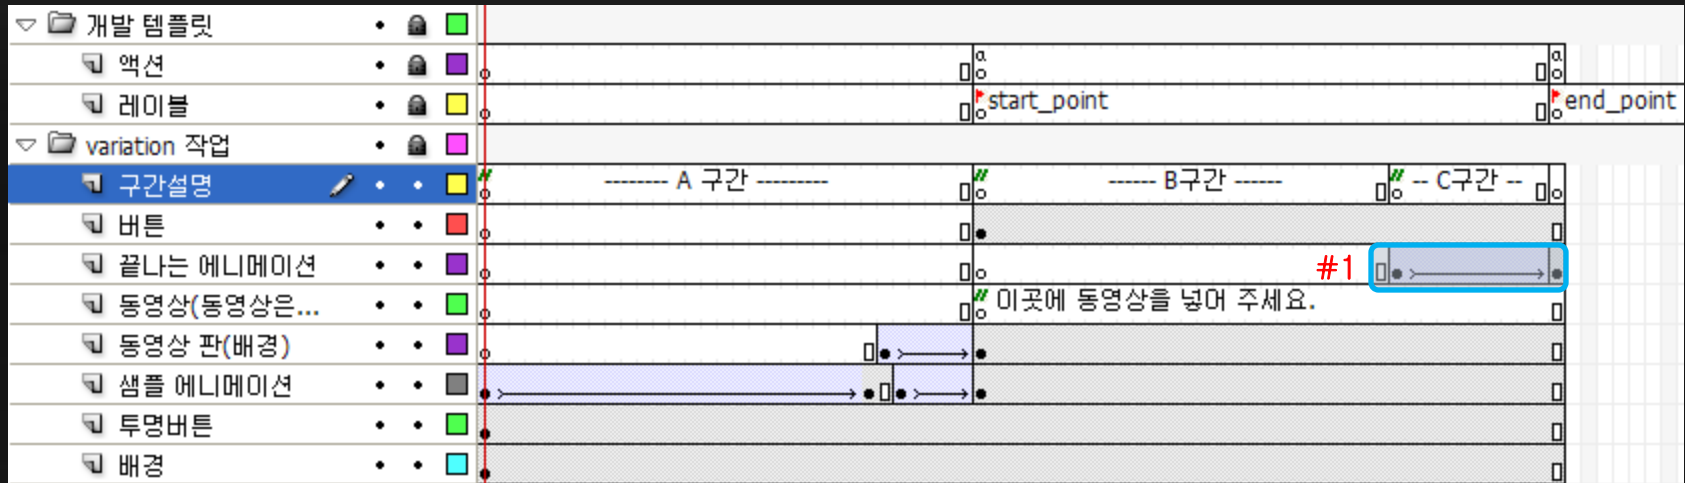 개발 템플릿
액션
a
a
레이블
start_point
end_point
variation 작업
구간설명
// -------- A 구간 ---------
// ------ B구간 ------
// -- C구간 --
버튼
끝나는 에니메이션
#1
동영상(동영상은...
// 이곳에 동영상을 넣어 주세요.
동영상 판(배경)
샘플 에니메이션
투명버튼
배경